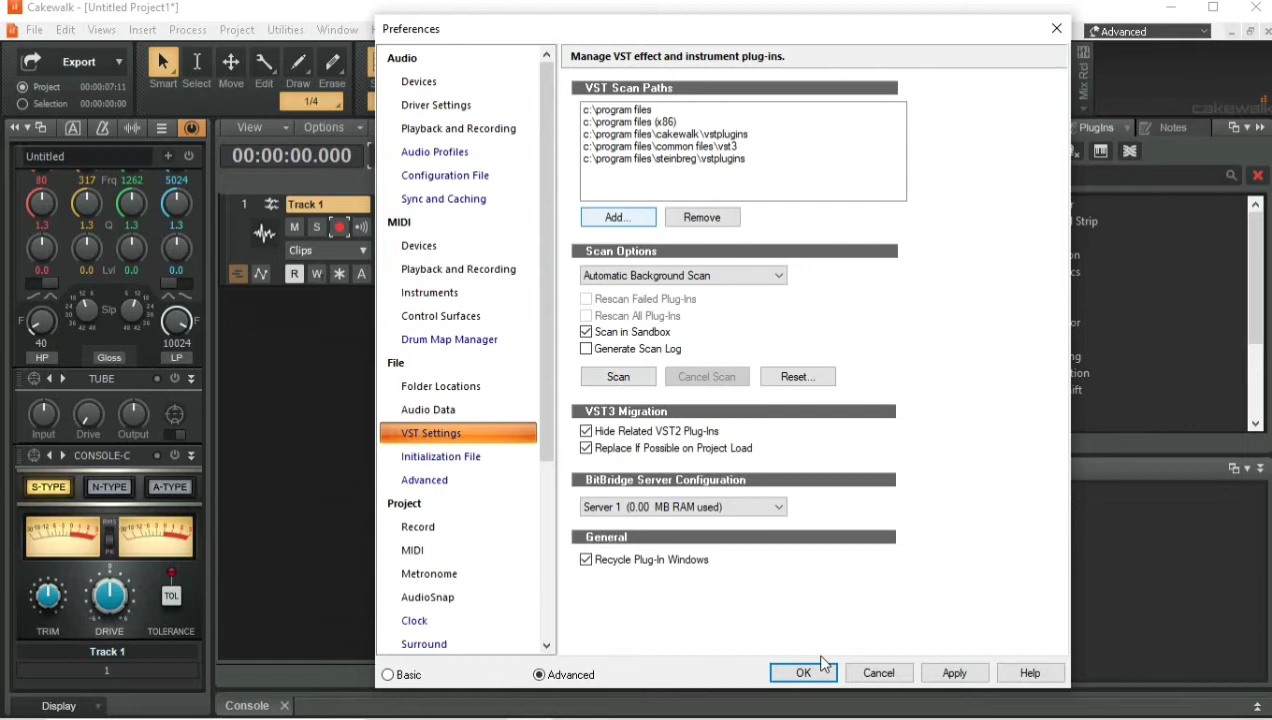 Cakewalk - [Untitled Project1*]
File Edit Views Insert Process Project Utilities Window
Export
Project 00:00:07:11
Selection 00:00:00:00
Smart Select Move Edit Draw Erase
1/4
Preferences
Advanced
Mix Rcl
cakewalk
View Options
PlugIns Notes
00:00:00.000
Untitled
80 317 Frq 1262 5024
1.3 1.3 Q 1.3 1.3
0.0 0.0 Lvl 0.0 0.0
Slp
F F
40 10024
HP Gloss LP
TUBE
Input Drive Output
CONSOLE-C
S-TYPE N-TYPE A-TYPE
TOL
TRIM DRIVE TOLERANCE
Track 1
1
Display
1 Track 1
M S
Clips
R W A
Strip
Audio
Devices
Driver Settings
Playback and Recording
Audio Profiles
Configuration File
Sync and Caching
MIDI
Devices
Playback and Recording
Instruments
Control Surfaces
Drum Map Manager
File
Folder Locations
Audio Data
VST Settings
Initialization File
Advanced
Project
Record
MIDI
Metronome
AudioSnap
Clock
Surround
Basic Advanced
Manage VST effect and instrument plug-ins.
VST Scan Paths
c:\program files
c:\program files (x86)
c:\program files\cakewalk\vstplugins
c:\program files\common files\vst3
c:\program files\steinbreg\vstplugins
Add... Remove
Scan Options
Automatic Background Scan
Rescan Failed Plug-Ins
Rescan All Plug-Ins
Scan in Sandbox
Generate Scan Log
Scan Cancel Scan Reset...
VST3 Migration
Hide Related VST2 Plug-Ins
Replace If Possible on Project Load
BitBridge Server Configuration
Server 1 (0.00 MB RAM used)
General
Recycle Plug-In Windows
OK Cancel Apply Help
Console